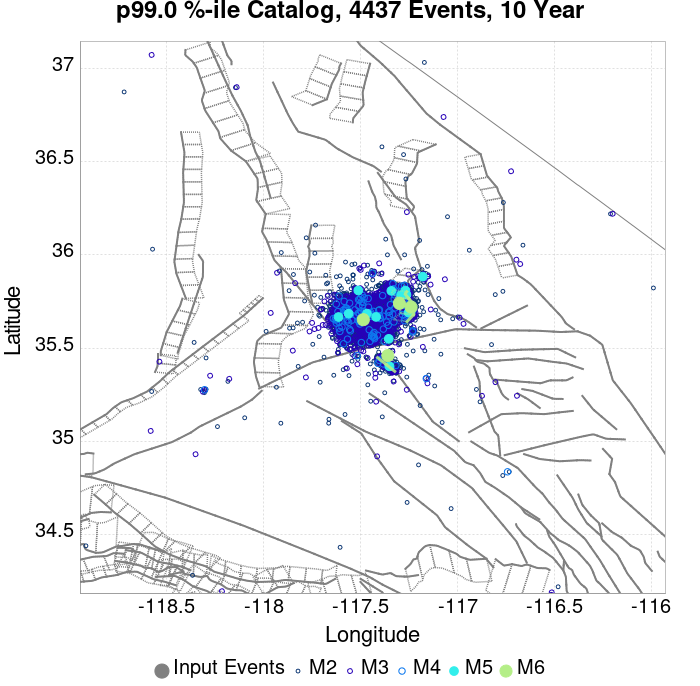 p99.0 %-ile Catalog, 4437 Events, 10 Year
37
36.5
36
35.5
35
34.5
Latitude
-118.5 -118 -117.5 -117 -116.5 -116
Longitude
Input Events M2 M3 M4 M5 M6